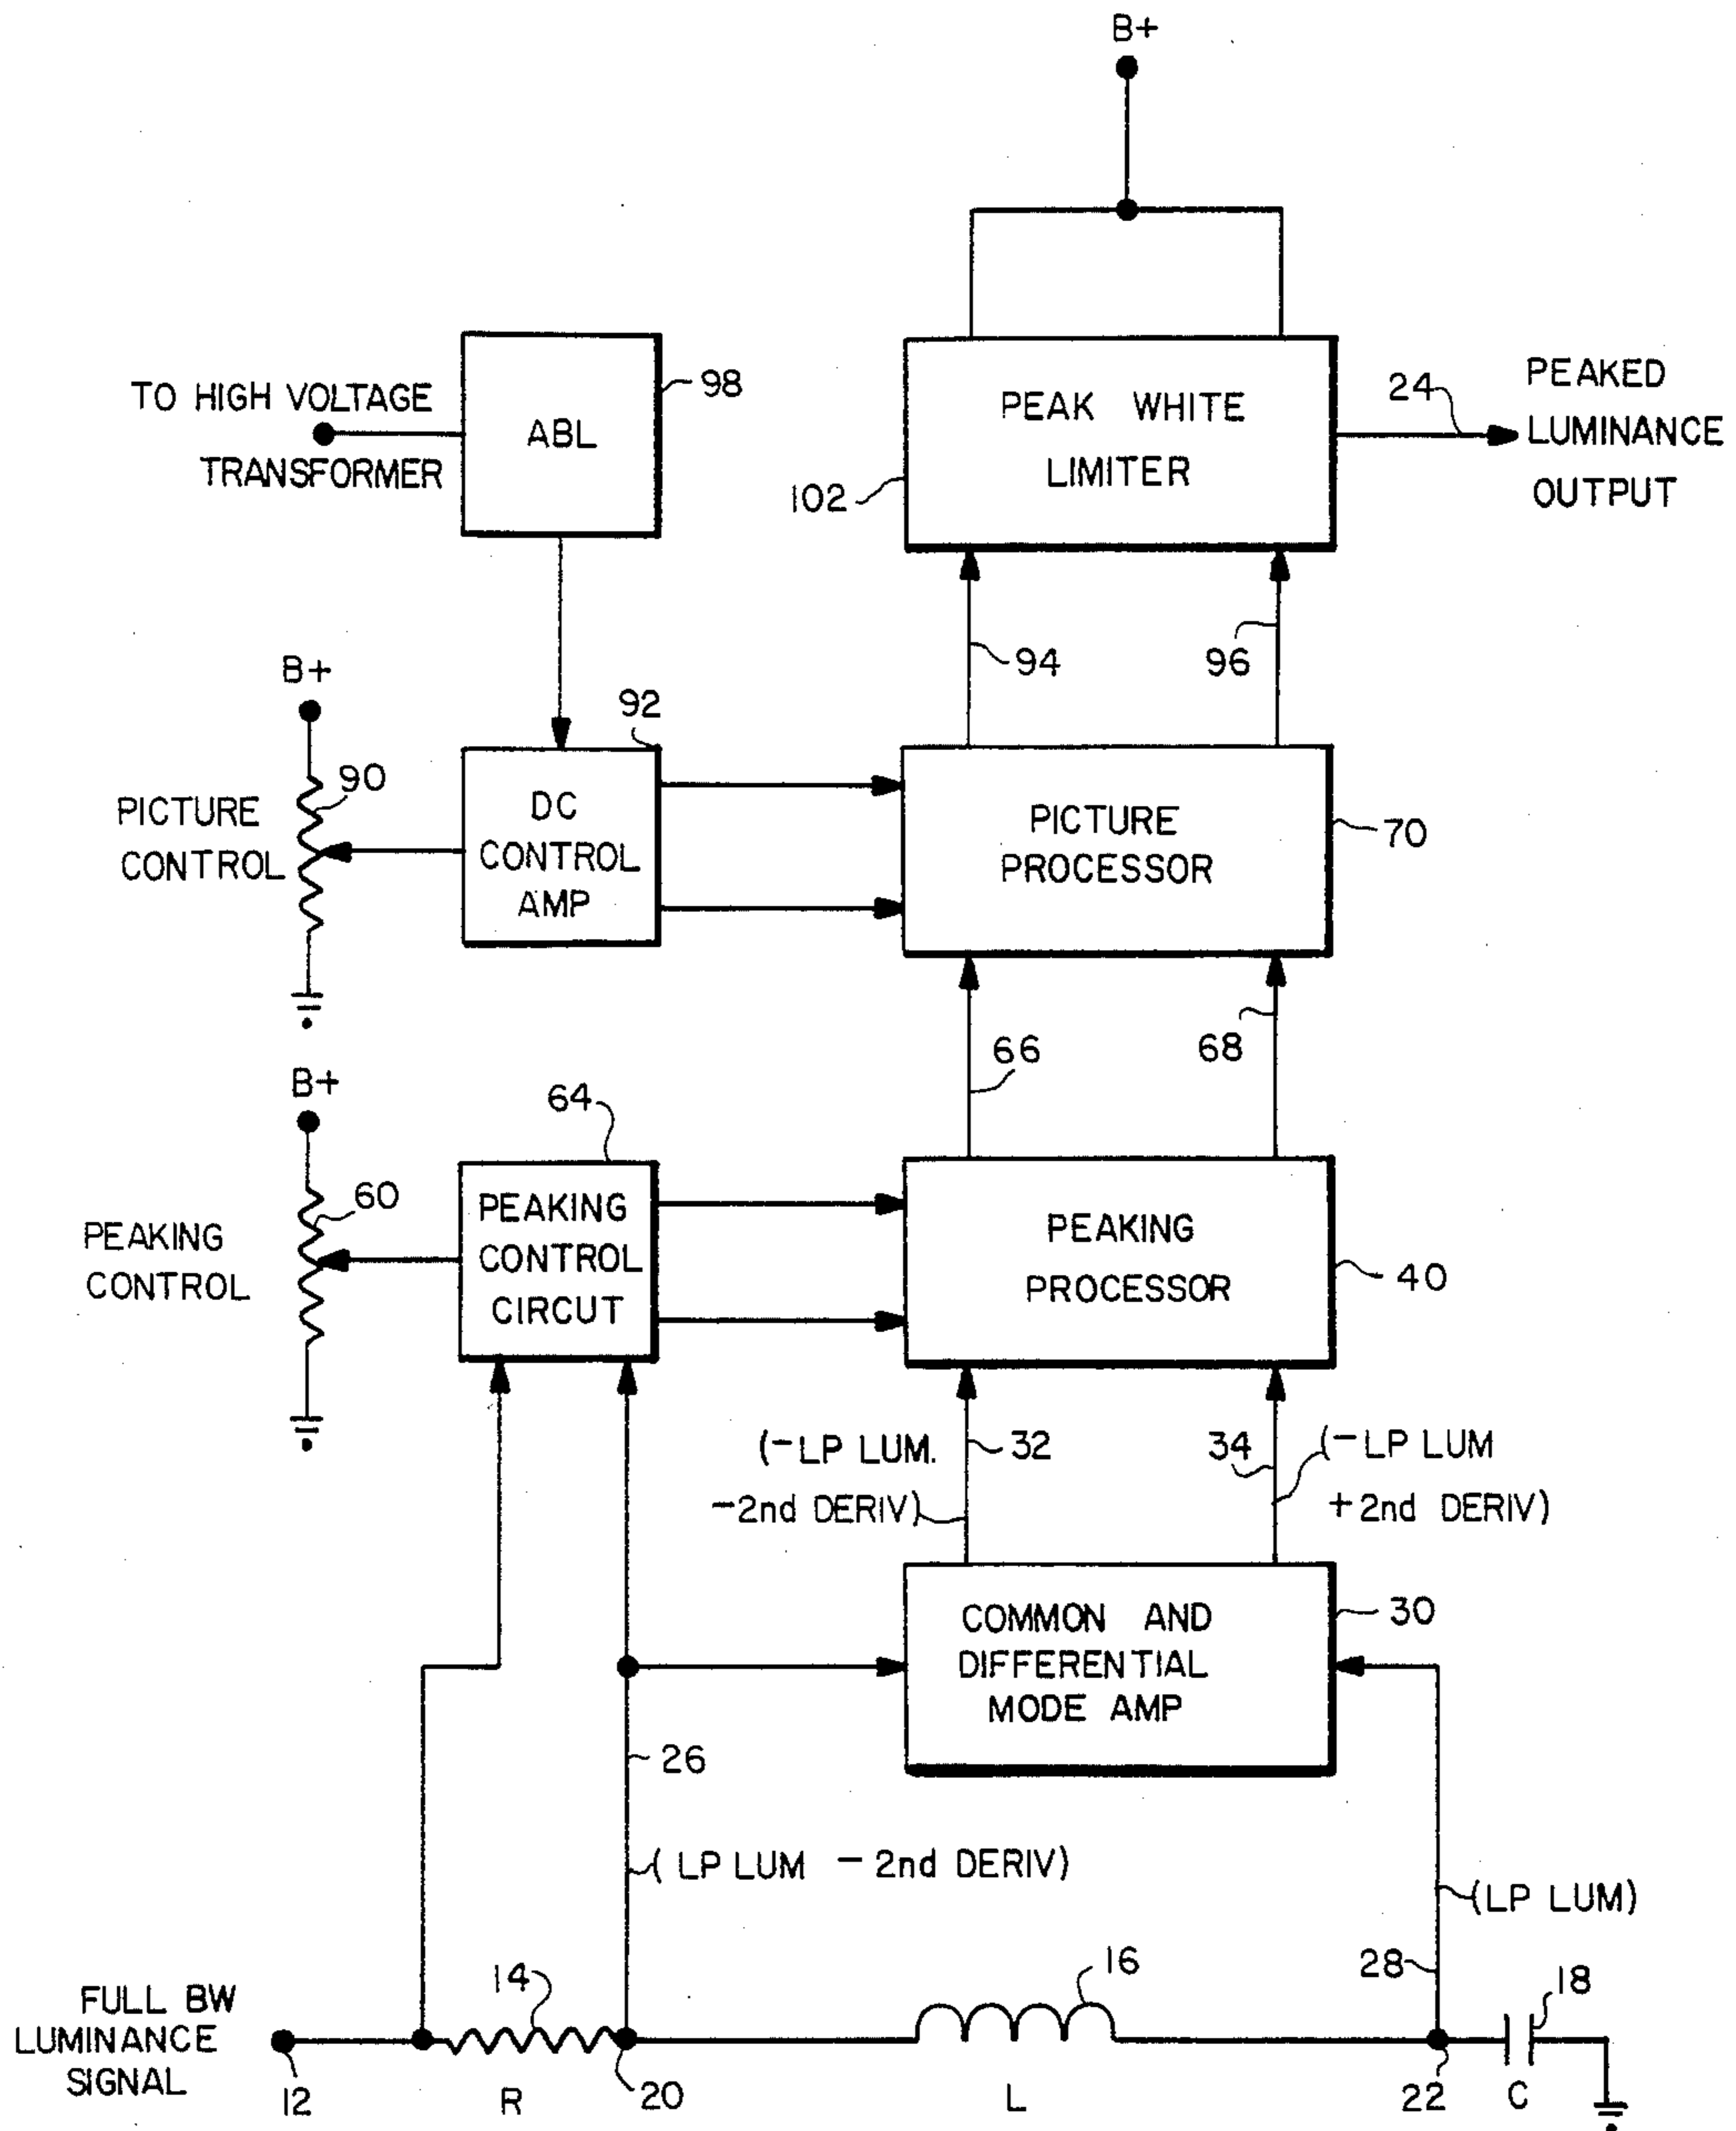 B+
TO HIGH VOLTAGE
TRANSFORMER
ABL
98
PEAK WHITE
LIMITER
102
24
PEAKED
LUMINANCE
OUTPUT
94
96
B+
90
PICTURE
CONTROL
92
DC
CONTROL
AMP
PICTURE
PROCESSOR
70
66
68
B+
60
PEAKING
CONTROL
64
PEAKING
CONTROL
CIRCUT
PEAKING
PROCESSOR
40
(-LP LUM.
-2nd DERIV)
32
34
(-LP LUM
+2nd DERIV)
COMMON AND
DIFFERENTIAL
MODE AMP
30
26
(LP LUM -2nd DERIV)
(LP LUM)
28
FULL BW
LUMINANCE
SIGNAL
12
14
R
20
16
L
22
18
C